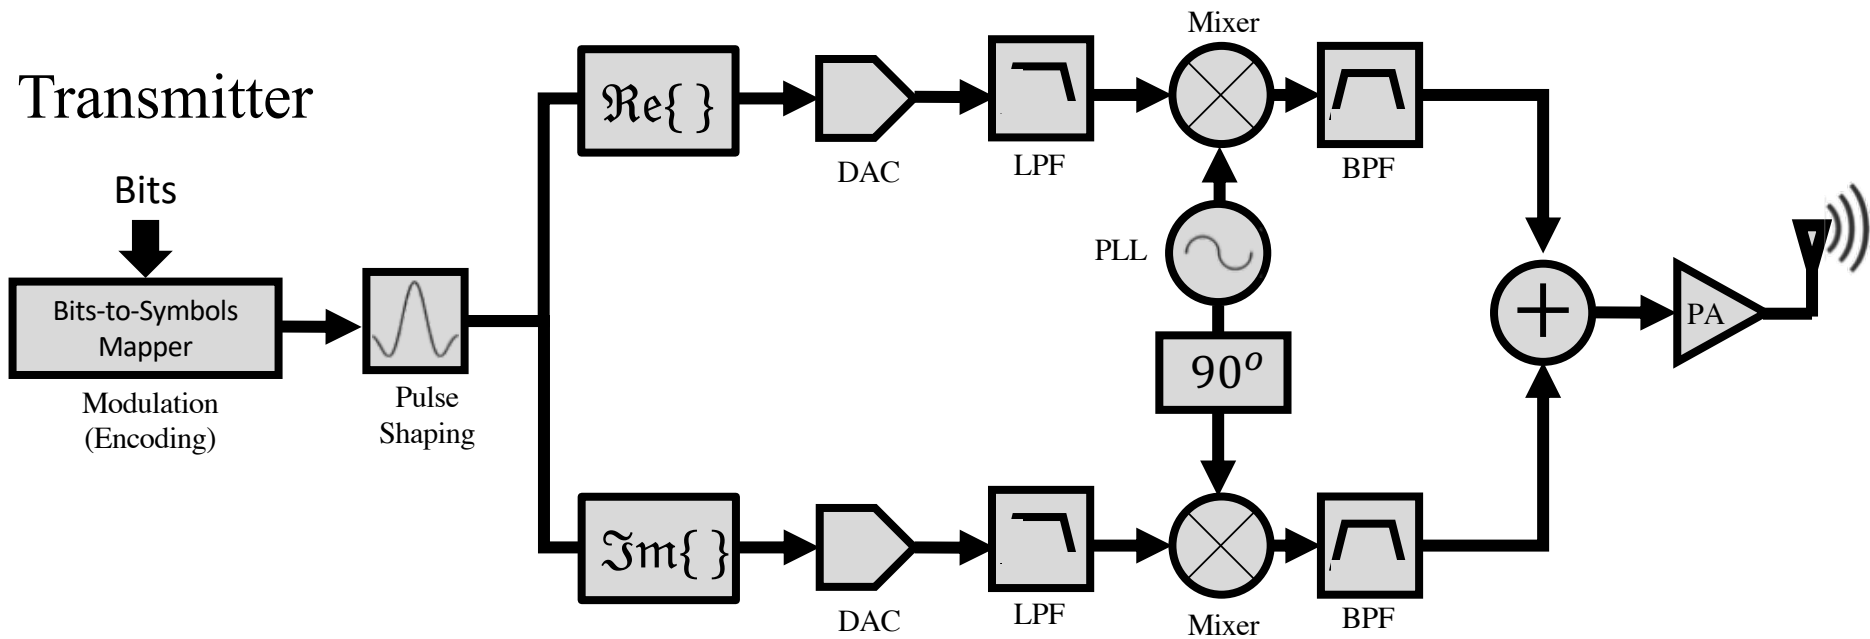 Transmitter
Bits
Bits-to-Symbols
Mapper
Modulation
(Encoding)
Pulse
Shaping
ℜe{ }
DAC
LPF
Mixer
BPF
PLL
90º
ℑm{ }
DAC
LPF
Mixer
BPF
+
PA